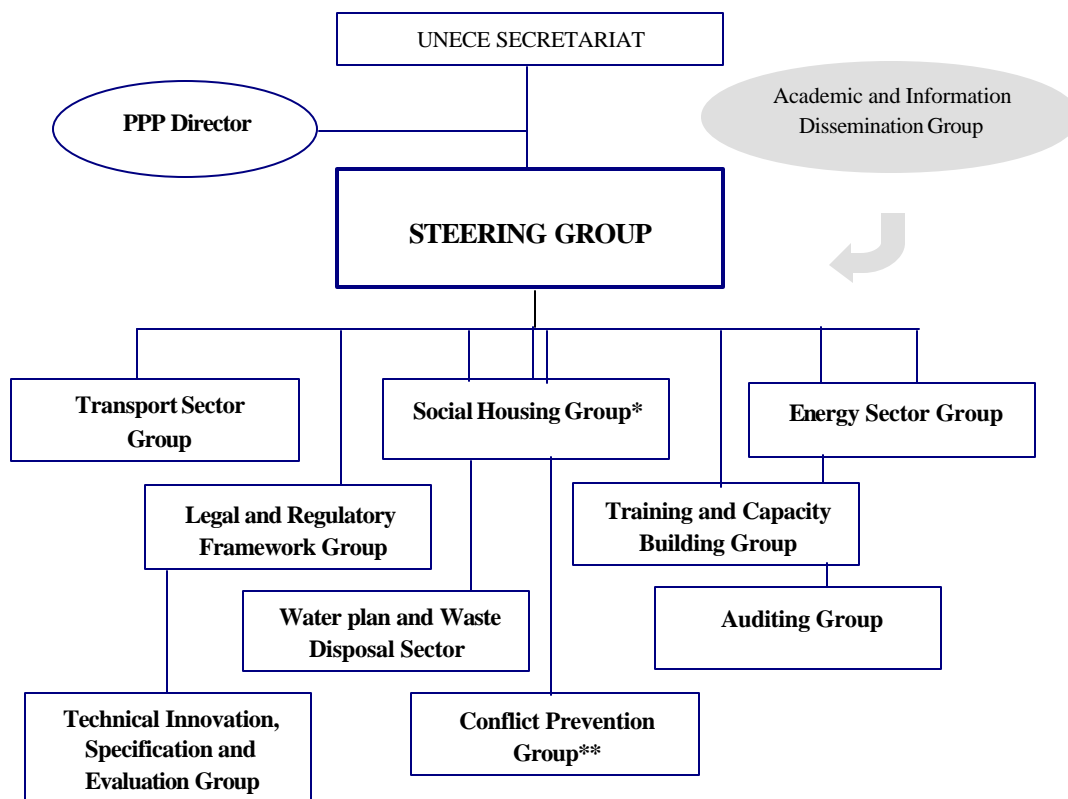 UNECE SECRETARIAT
PPP Director
Academic and Information
Dissemination Group
STEERING GROUP
Transport Sector
Group
Social Housing Group*
Energy Sector Group
Legal and Regulatory
Framework Group
Training and Capacity
Building Group
Water plan and Waste
Disposal Sector
Auditing Group
Technical Innovation,
Specification and
Evaluation Group
Conflict Prevention
Group**